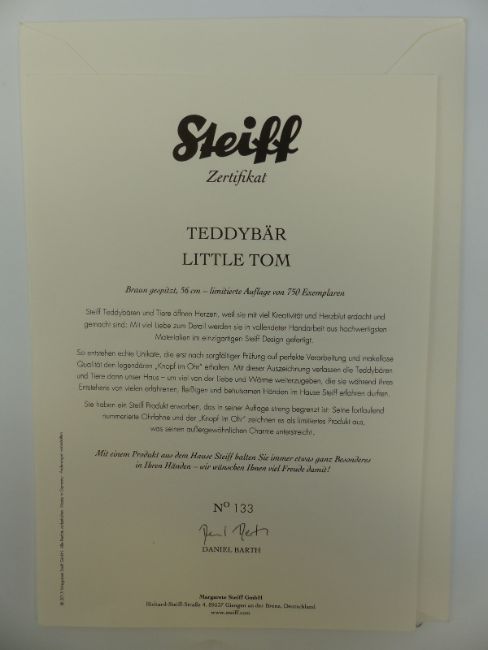 Steiff
Zertifikat
TEDDYBÄR
LITTLE TOM
Braun gespitzt, 56 cm – limitierte Auflage von 750 Exemplaren
Steiff Teddybären und Tiere öffnen Herzen, weil sie mit viel Kreativität und Herzblut erdacht und
gemacht sind: Mit viel Liebe zum Detail werden sie in vollendeter Handarbeit aus hochwertigsten
Materialien im einzigartigen Steiff Design gefertigt.
So entstehen echte Unikate, die erst nach sorgfältiger Prüfung auf perfekte Verarbeitung und makellose
Qualität den legendären „Knopf im Ohr" erhalten. Mit dieser Auszeichnung verlassen die Teddybären
und Tiere dann unser Haus – um viel von der Liebe und Wärme weiterzugeben, die sie während ihres
Entstehens von vielen erfahrenen, fleißigen und behutsamen Händen im Hause Steiff erfahren durften.
Sie haben ein Steiff Produkt erworben, das in seiner Auflage streng begrenzt ist: Seine fortlaufend
nummerierte Ohrfahne und der „Knopf im Ohr" zeichnen es als limitiertes Produkt aus,
was seinen außergewöhnlichen Charme unterstreicht.
Mit einem Produkt aus dem Hause Steiff halten Sie immer etwas ganz Besonderes
in Ihren Händen – wir wünschen Ihnen viel Freude damit!
Nº 133
DANIEL BARTH
Margarete Steiff GmbH
Richard-Steiff-Straße 4, 89537 Giengen an der Brenz, Deutschland
www.steiff.com